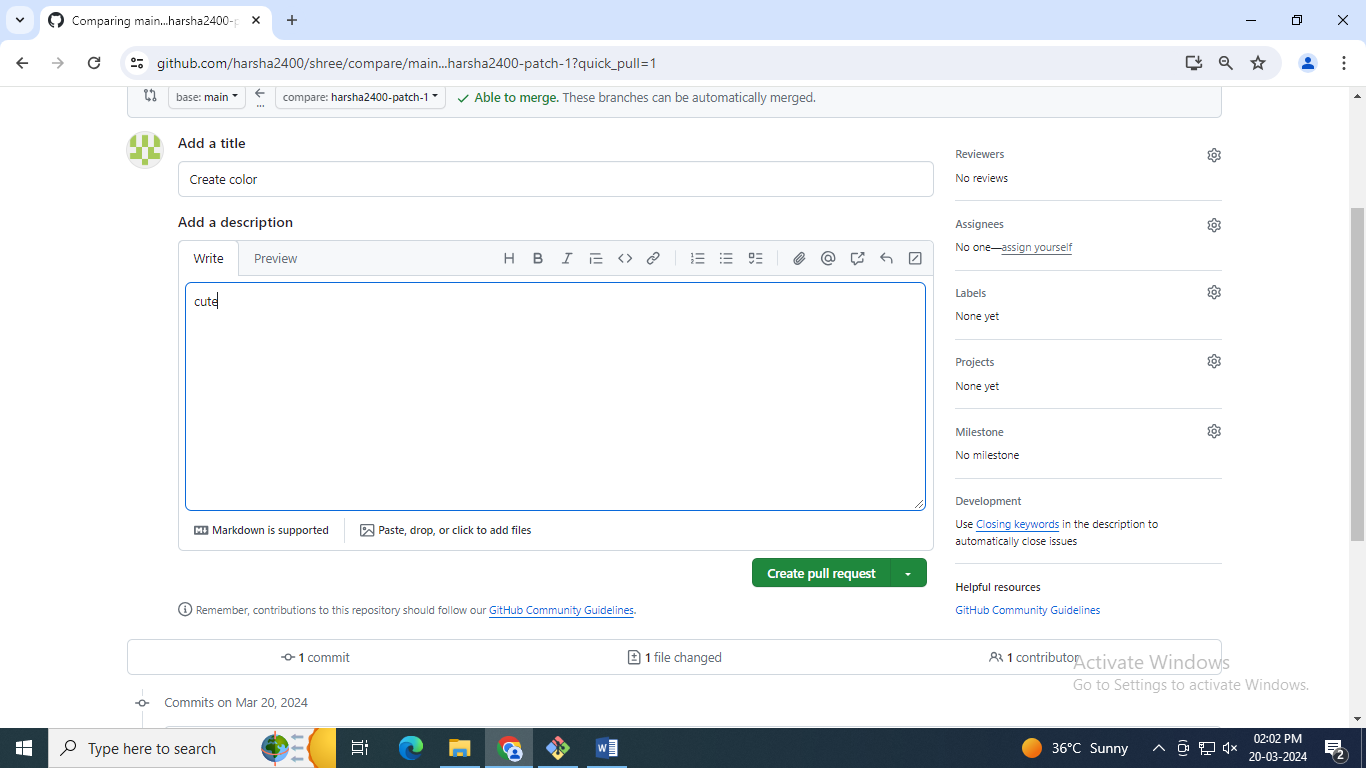 Comparing main...harsha2400-p
github.com/harsha2400/shree/compare/main...harsha2400-patch-1?quick_pull=1
base: main
...
compare: harsha2400-patch-1
Able to merge. These branches can be automatically merged.
Add a title
Create color
Add a description
Write
Preview
cute
Markdown is supported
Paste, drop, or click to add files
Create pull request
Remember, contributions to this repository should follow our GitHub Community Guidelines.
Reviewers
No reviews
Assignees
No one—assign yourself
Labels
None yet
Projects
None yet
Milestone
No milestone
Development
Use Closing keywords in the description to
automatically close issues
Helpful resources
GitHub Community Guidelines
1 commit
1 file changed
1 contributor
Commits on Mar 20, 2024
Activate Windows
Go to Settings to activate Windows.
Type here to search
36°C Sunny
02:02 PM
20-03-2024
2